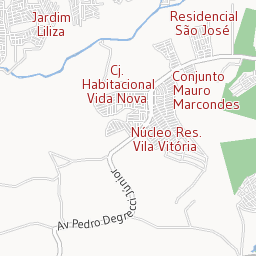 Jardim
Liliza
Residencial
São José
Cj.
Habitacional
Vida Nova
Conjunto
Mauro
Marcondes
Núcleo Res.
Vila Vitória
Av Pedro Degrecci Júnior